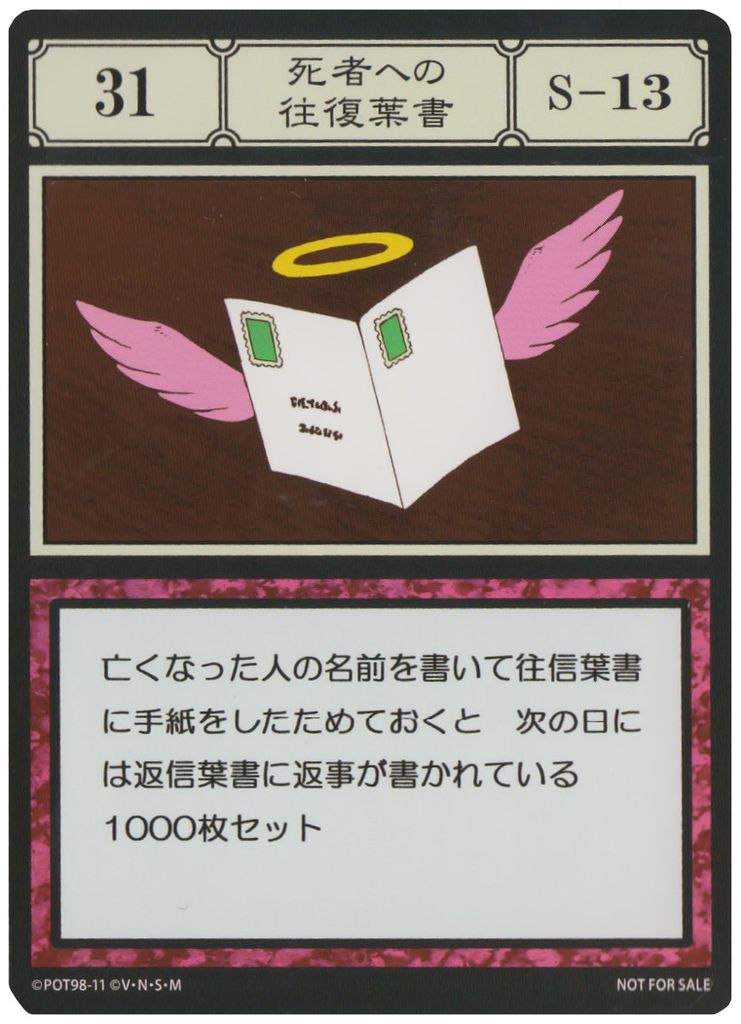 31
死者への
往復葉書
S-13
亡くなった人の名前を書いて往信葉書
に手紙をしたためておくと　次の日に
は返信葉書に返事が書かれている
1000枚セット
©POT98-11 ©V・N・S・M
NOT FOR SALE